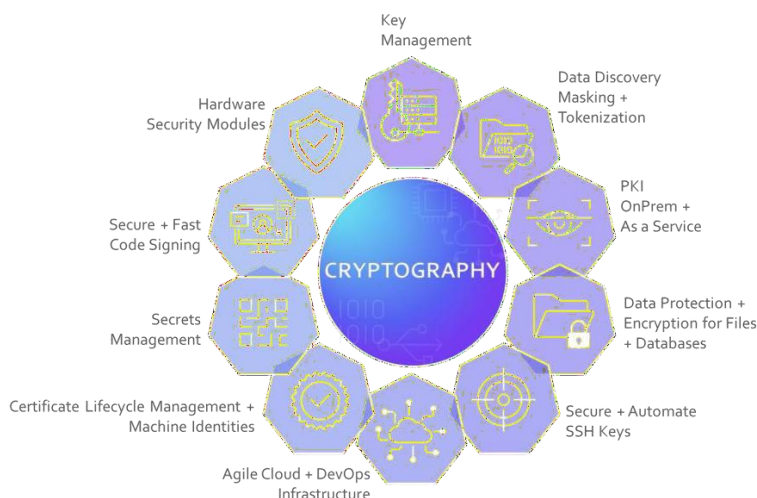 Key
Management
Data Discovery
Masking +
Tokenization
PKI
OnPrem +
As a Service
Data Protection +
Encryption for Files
+ Databases
Secure + Automate
SSH Keys
Agile Cloud + DevOps
Infrastructure
Certificate Lifecycle Management +
Machine Identities
Secrets
Management
Secure + Fast
Code Signing
Hardware
Security Modules
CRYPTOGRAPHY
1010